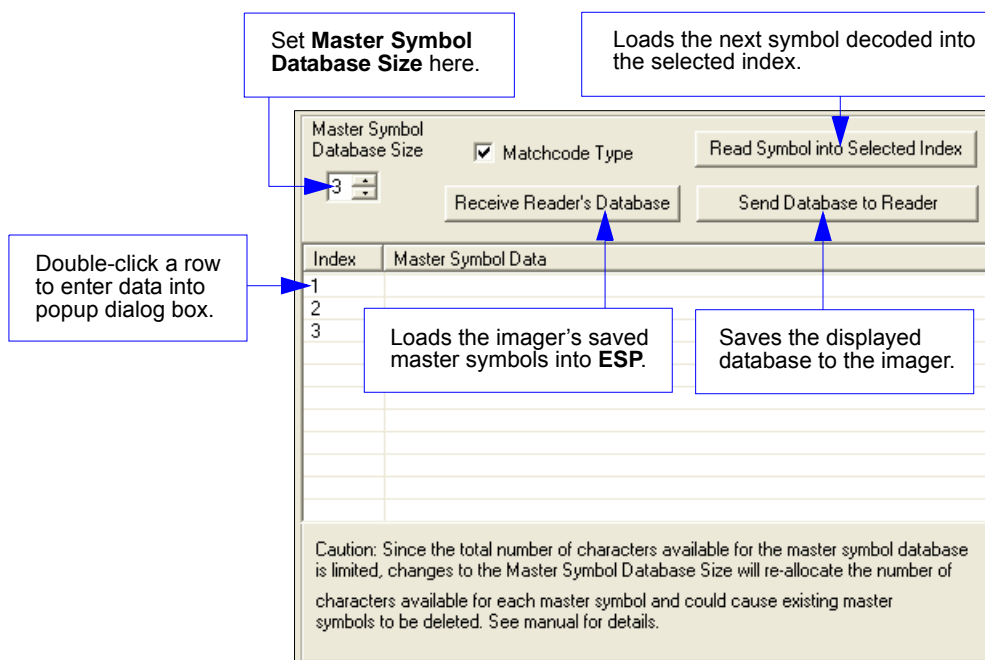 Set Master Symbol
Database Size here.
Loads the next symbol decoded into
the selected index.
Master Symbol
Database Size
Matchcode Type
Read Symbol into Selected Index
3
Receive Reader's Database
Send Database to Reader
Double-click a row
to enter data into
popup dialog box.
Index
Master Symbol Data
1
2
3
Loads the imager’s saved
master symbols into ESP.
Saves the displayed
database to the imager.
Caution: Since the total number of characters available for the master symbol database
is limited, changes to the Master Symbol Database Size will re-allocate the number of
characters available for each master symbol and could cause existing master
symbols to be deleted. See manual for details.